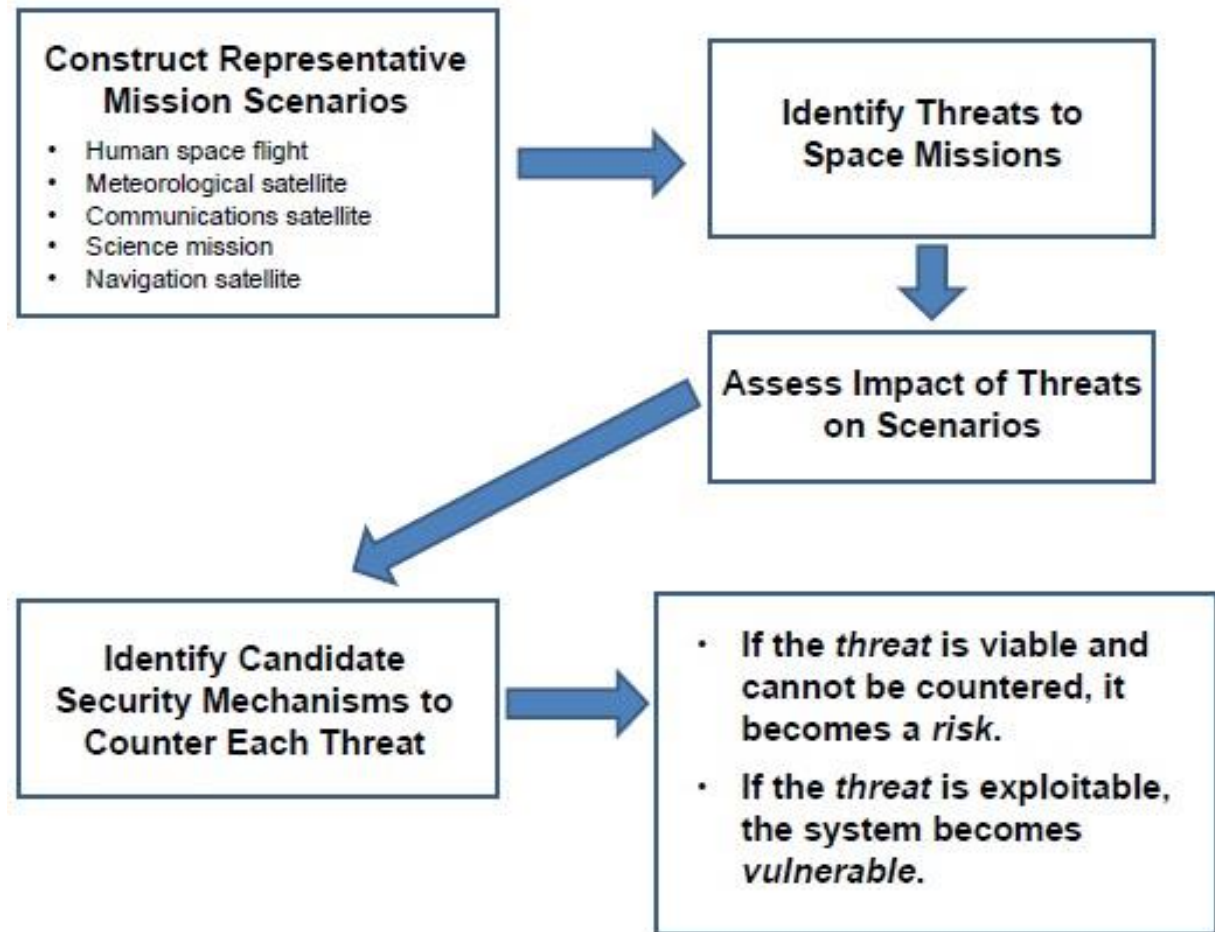 Construct Representative
Mission Scenarios
• Human space flight
• Meteorological satellite
• Communications satellite
• Science mission
• Navigation satellite
Identify Threats to
Space Missions
Assess Impact of Threats
on Scenarios
Identify Candidate
Security Mechanisms to
Counter Each Threat
• If the threat is viable and
cannot be countered, it
becomes a risk.
• If the threat is exploitable,
the system becomes
vulnerable.